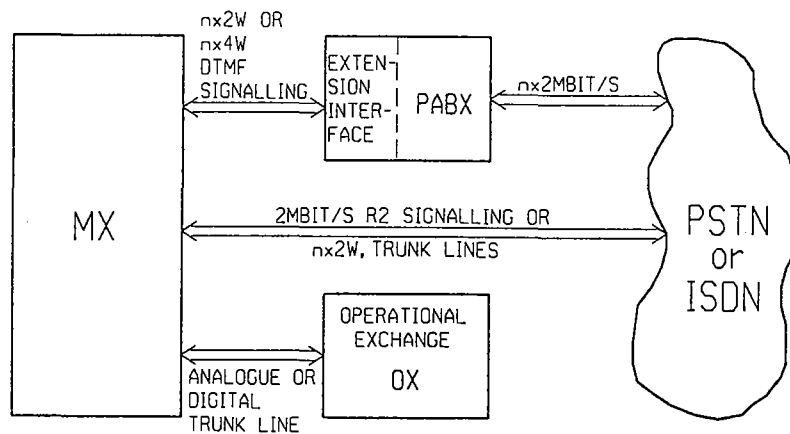 nx2W OR
nx4W
DTMF
SIGNALLING
EXTEN-
SION
INTER-
FACE
PABX
nx2MBIT/S
MX
2MBIT/S R2 SIGNALLING OR
nx2W, TRUNK LINES
PSTN
or
ISDN
OPERATIONAL
EXCHANGE
OX
ANALOGUE OR
DIGITAL
TRUNK LINE